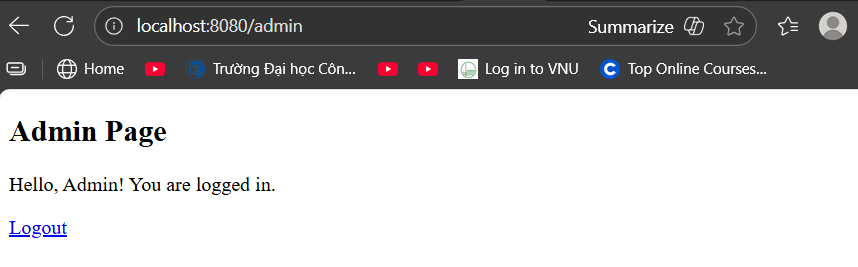 localhost:8080/admin Summarize
Home Trường Đại học Côn... Log in to VNU Top Online Courses...
Admin Page
Hello, Admin! You are logged in.
Logout